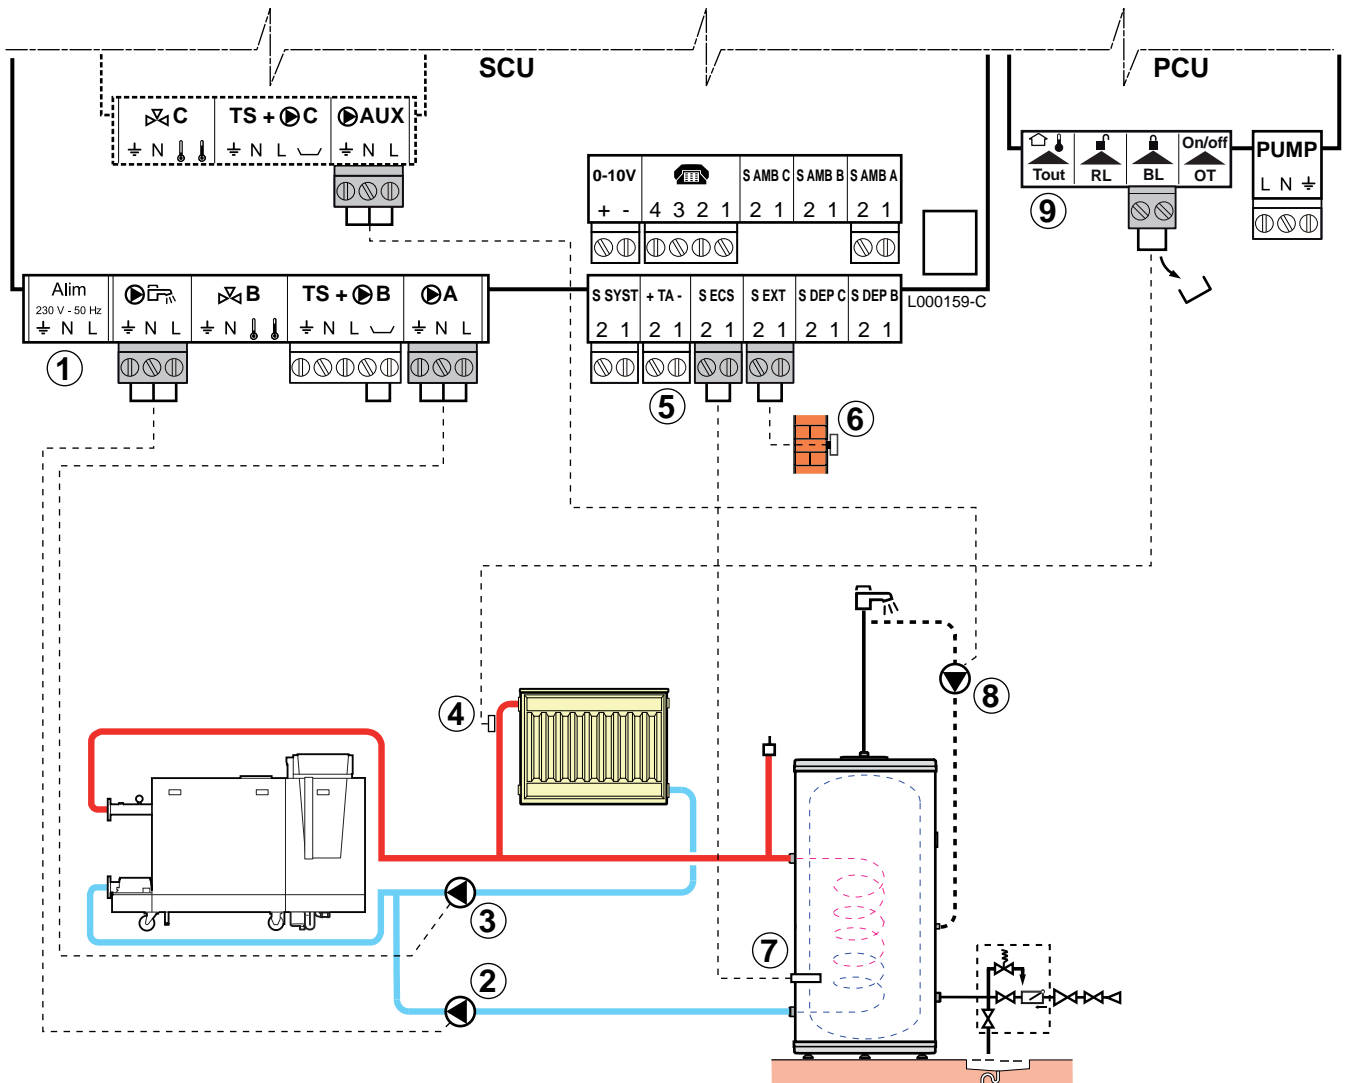 SCU
PCU
C
TS + C
AUX
N
N L
N L
0-10V
S AMB C
S AMB B
S AMB A
+ -
4 3 2 1
2 1
2 1
2 1
Tout
RL
BL
On/off
OT
PUMP
L N
9
Alim
230 V - 50 Hz
N L
N L
B
N
TS + B
N L
A
N L
S SYST
+ TA -
S ECS
S EXT
S DEP C
S DEP B
2 1
2 1
2 1
2 1
2 1
2 1
L000159-C
1
5
6
4
8
3
7
2